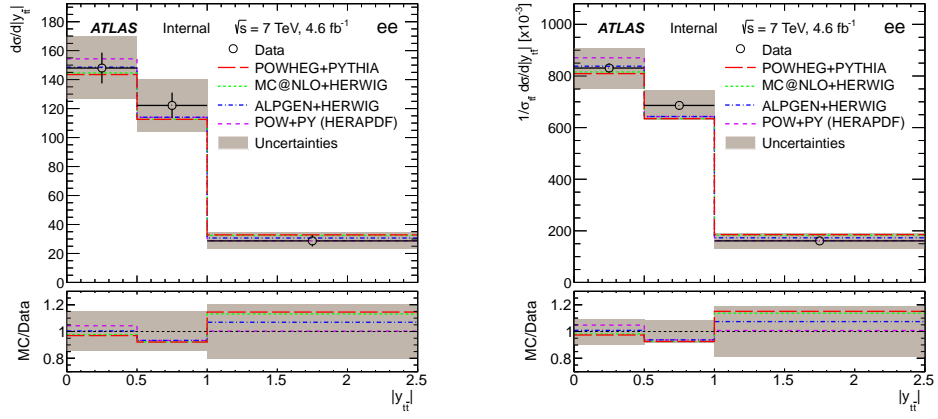 dσ/d|y_tt̄|
ATLAS Internal √s = 7 TeV, 4.6 fb⁻¹ ee
Data
POWHEG+PYTHIA
MC@NLO+HERWIG
ALPGEN+HERWIG
POW+PY (HERAPDF)
Uncertainties
180
160
140
120
100
80
60
40
20
0
MC/Data
1.2
1
0.8
0 0.5 1 1.5 2 2.5
|y_tt̄|
1/σ_tt̄ dσ/d|y_tt̄| [x10⁻³]
ATLAS Internal √s = 7 TeV, 4.6 fb⁻¹ ee
Data
POWHEG+PYTHIA
MC@NLO+HERWIG
ALPGEN+HERWIG
POW+PY (HERAPDF)
Uncertainties
1000
800
600
400
200
0
MC/Data
1.2
1
0.8
0 0.5 1 1.5 2 2.5
|y_tt̄|